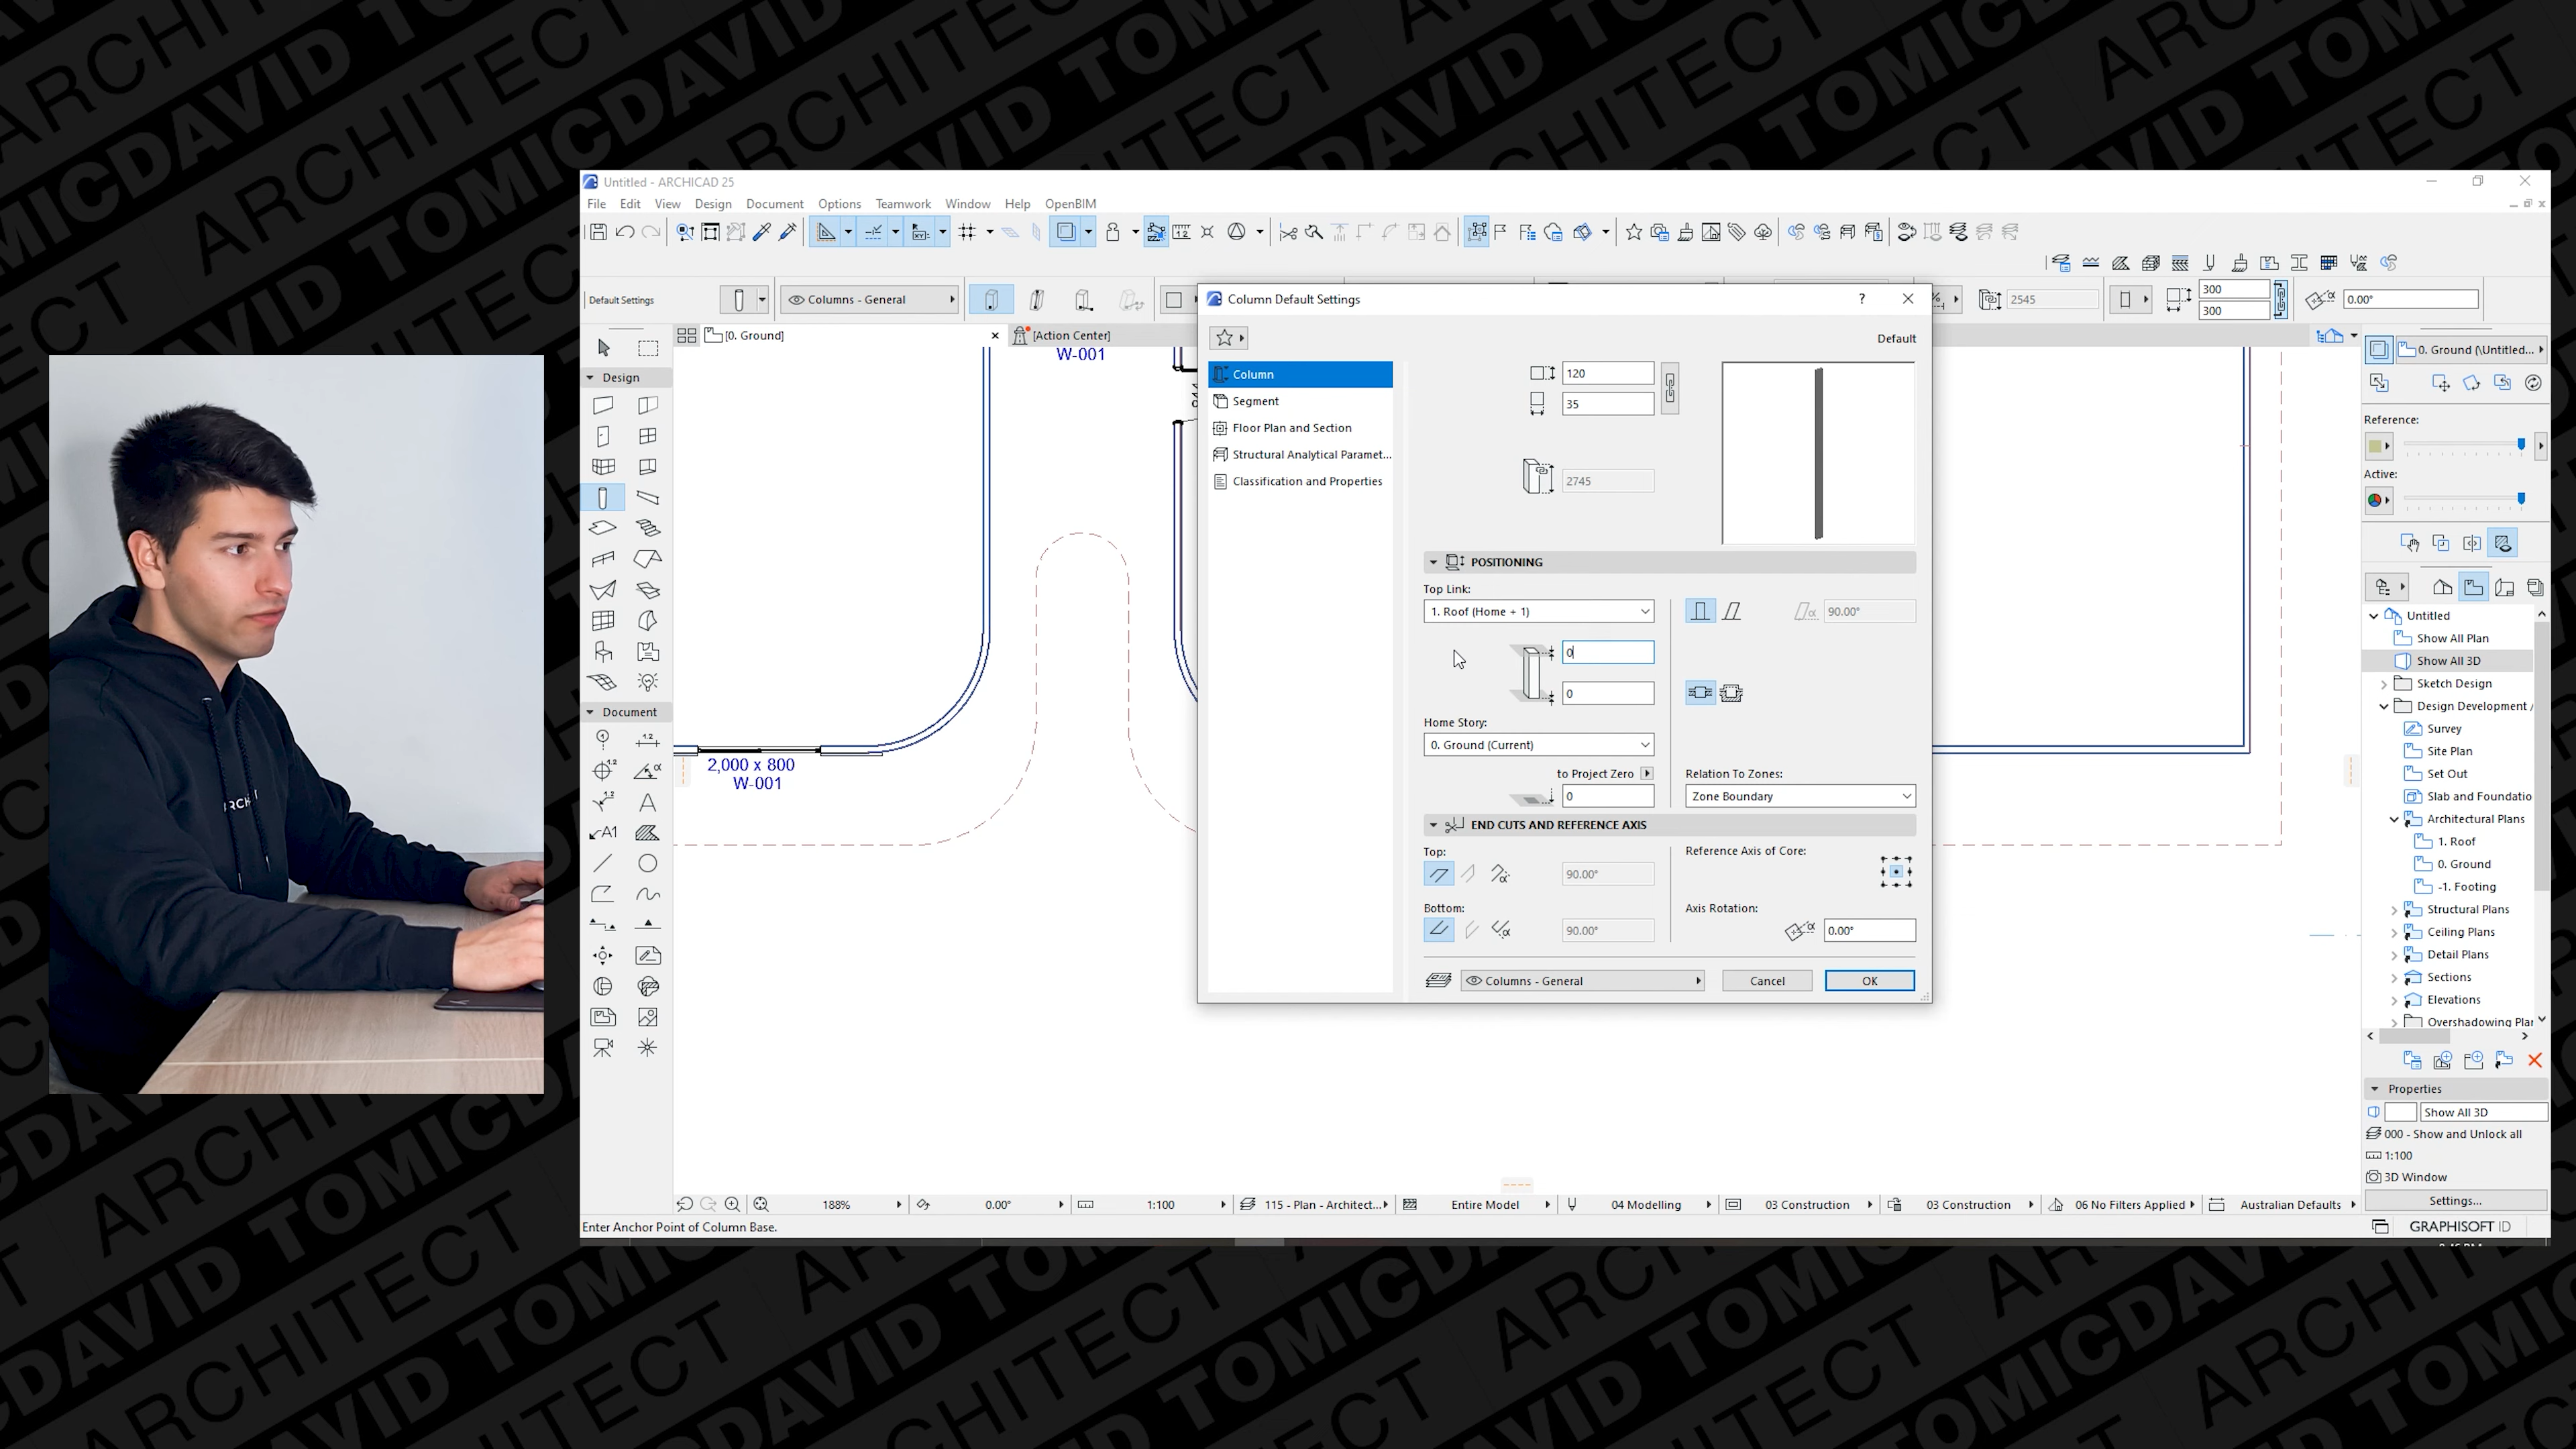 ARCHITECT
DAVID TOMIC
Untitled - ARCHICAD 25
File Edit View Design Document Options Teamwork Window Help OpenBIM
Default Settings
Columns - General
2545
300
300
0.00°
[0. Ground]
[Action Center]
Design
Document
W-001
2,000 x 800
W-001
Column Default Settings
Default
Column
Segment
Floor Plan and Section
Structural Analytical Paramet...
Classification and Properties
120
35
2745
POSITIONING
Top Link:
1. Roof (Home + 1)
90.00°
0
0
Home Story:
0. Ground (Current)
to Project Zero
0
Relation To Zones:
Zone Boundary
END CUTS AND REFERENCE AXIS
Top:
90.00°
Reference Axis of Core:
Bottom:
90.00°
Axis Rotation:
0.00°
Columns - General
Cancel
OK
0. Ground (\Untitled...
Reference:
Active:
Untitled
Show All Plan
Show All 3D
Sketch Design
Design Development /
Survey
Site Plan
Set Out
Slab and Foundatio
Architectural Plans
1. Roof
0. Ground
-1. Footing
Structural Plans
Ceiling Plans
Detail Plans
Sections
Elevations
Overshadowing Plan
Properties
Show All 3D
000 - Show and Unlock all
1:100
3D Window
Settings...
188%
0.00°
1:100
115 - Plan - Architect...
Entire Model
04 Modelling
03 Construction
03 Construction
06 No Filters Applied
Australian Defaults
Enter Anchor Point of Column Base.
GRAPHISOFT ID